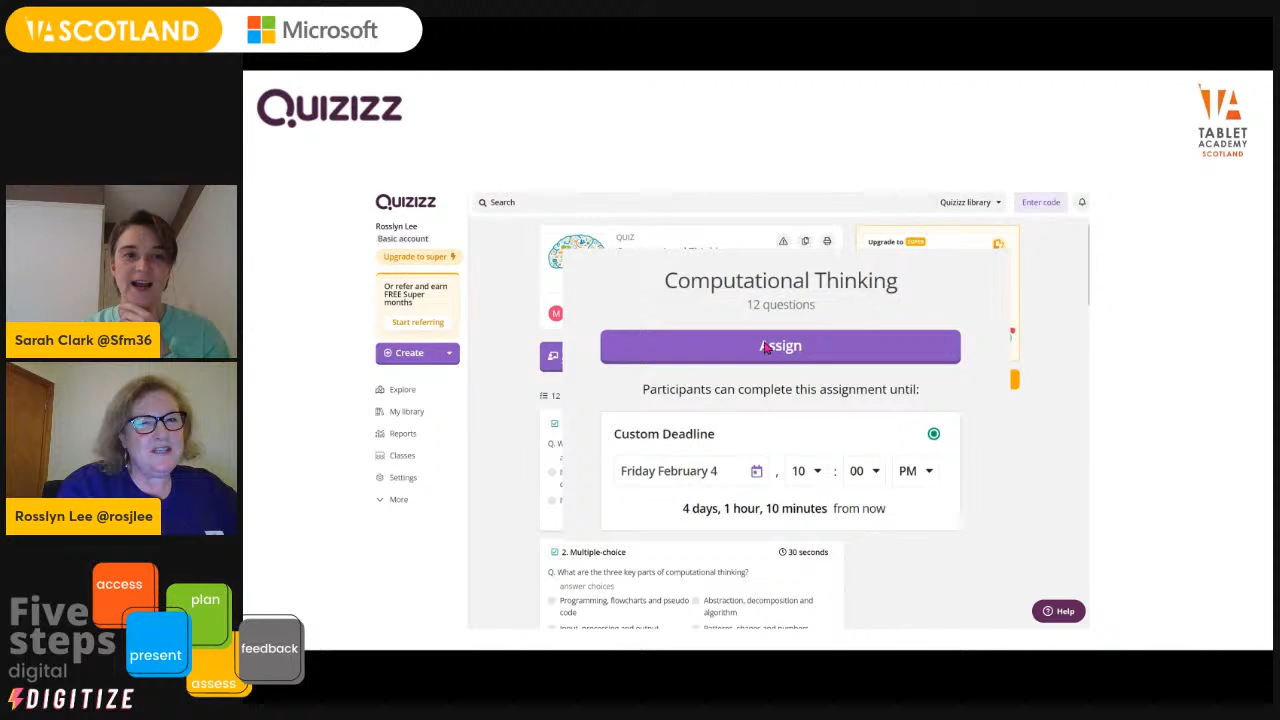 TA SCOTLAND
Microsoft
QUIZIZZ
TA
TABLET
ACADEMY
SCOTLAND
QUIZIZZ
Search
Quizizz library
Enter code
Rosslyn Lee
Basic account
Upgrade to super
Or refer and earn
FREE Super
months
Start referring
Create
Explore
My library
Reports
Classes
Settings
More
QUIZ
Upgrade to SUPER
M
12
Computational Thinking
12 questions
Assign
Participants can complete this assignment until:
Custom Deadline
Friday February 4 , 10 : 00 PM
4 days, 1 hour, 10 minutes from now
2. Multiple-choice
30 seconds
Q. What are the three key parts of computational thinking?
answer choices
Programming, flowcharts and pseudo
code
Abstraction, decomposition and
algorithm
Help
Sarah Clark @Sfm36
Rosslyn Lee @rosjlee
Five
steps
digital
DIGITIZE
access
plan
present
feedback
assess